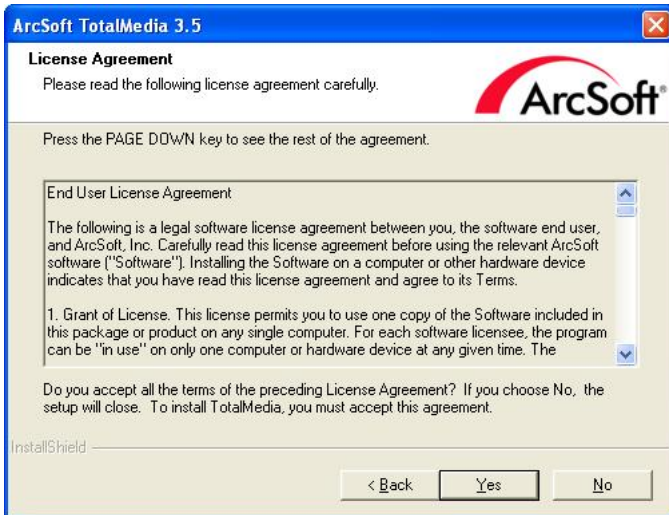 ArcSoft TotalMedia 3.5
License Agreement
Please read the following license agreement carefully.
ArcSoft®
Press the PAGE DOWN key to see the rest of the agreement.
End User License Agreement
The following is a legal software license agreement between you, the software end user,
and ArcSoft, Inc. Carefully read this license agreement before using the relevant ArcSoft
software ("Software"). Installing the Software on a computer or other hardware device
indicates that you have read this license agreement and agree to its Terms.
1. Grant of License. This license permits you to use one copy of the Software included in
this package or product on any single computer. For each software licensee, the program
can be "in use" on only one computer or hardware device at any given time. The
Do you accept all the terms of the preceding License Agreement? If you choose No, the
setup will close. To install TotalMedia, you must accept this agreement.
InstallShield
< Back Yes No